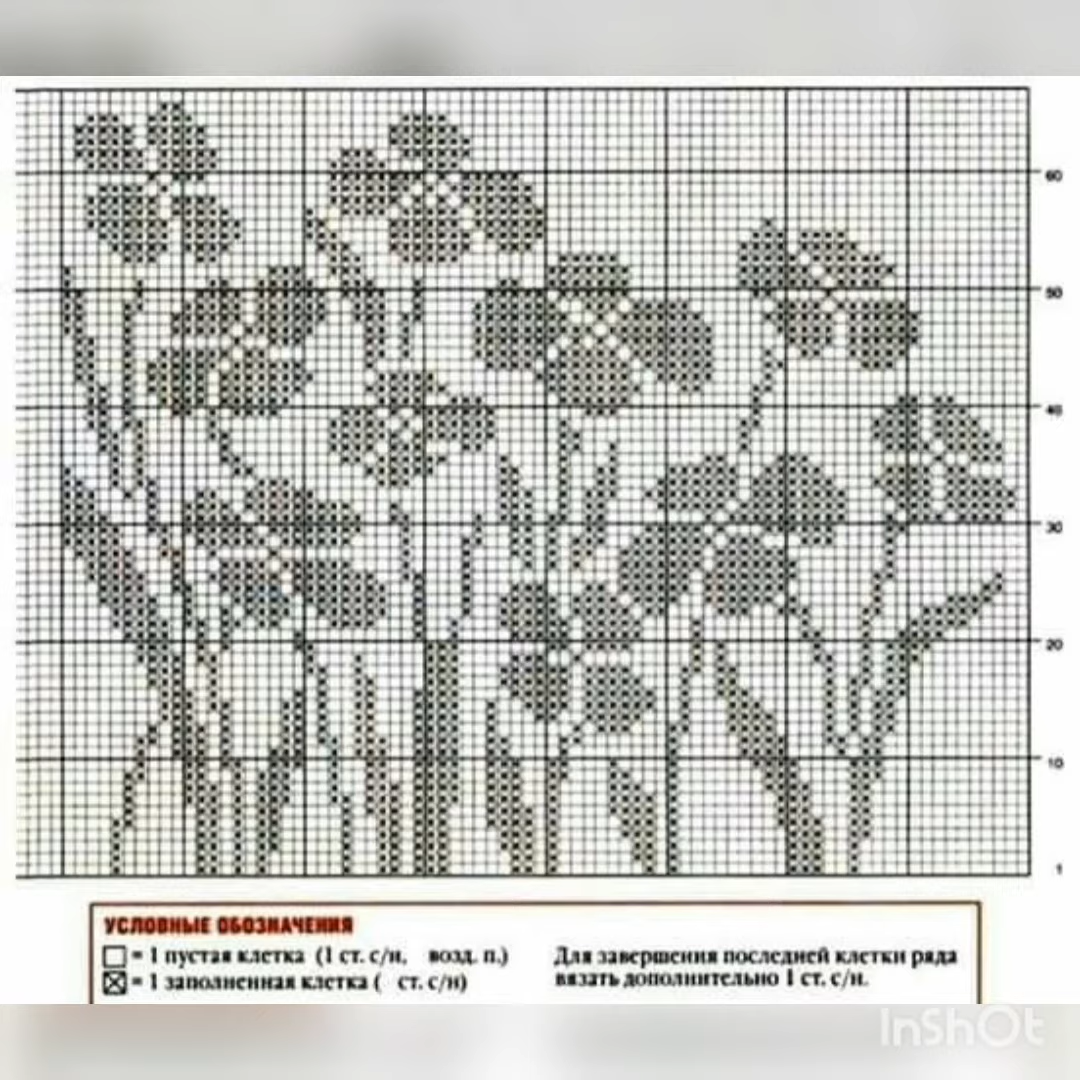 60
50
40
30
20
10
1
УСЛОВНЫЕ ОБОЗНАЧЕНИЯ
= 1 пустая клетка (1 ст. с/н, возд. п.)
= 1 заполненная клетка ( ст. с/н)
Для завершения последней клетки ряда
вязать дополнительно 1 ст. с/н.
InShOt